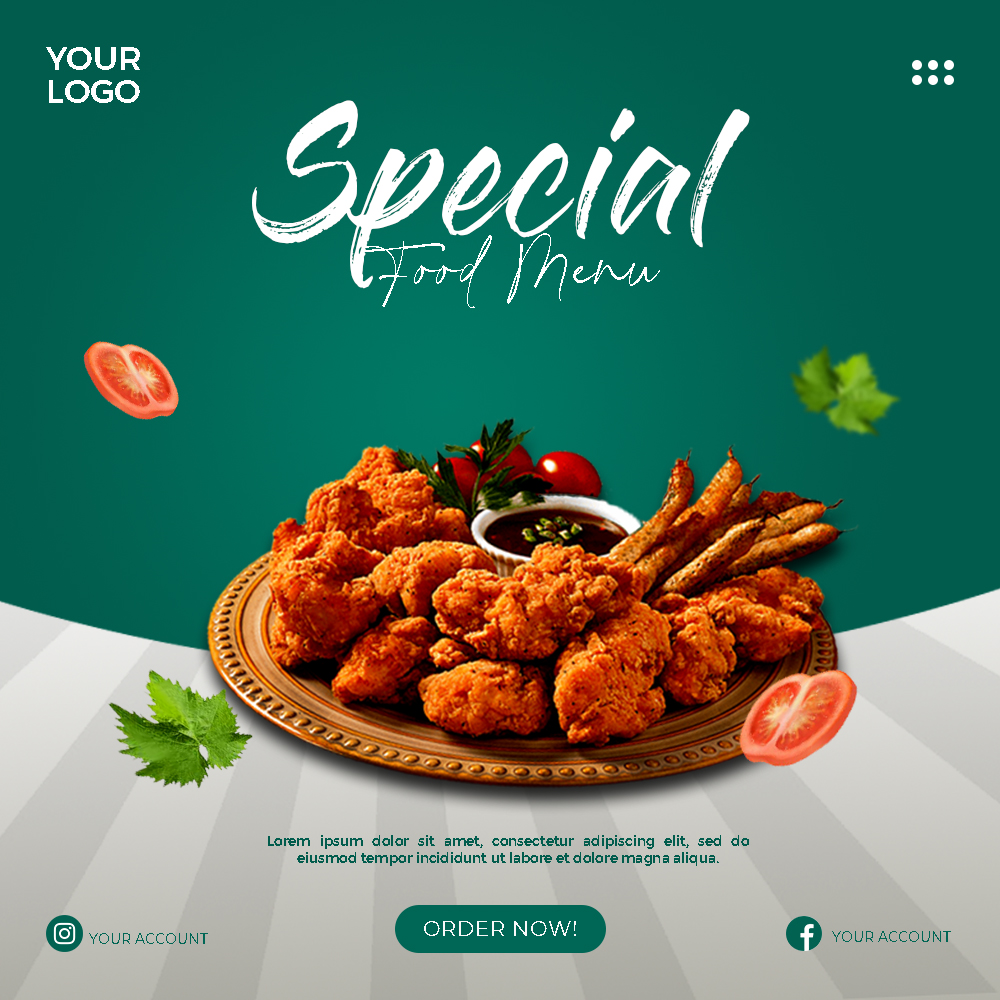 YOUR
LOGO
Special
Food Menu
Lorem ipsum dolor sit amet, consectetur adipiscing elit, sed do
eiusmod tempor incididunt ut labore et dolore magna aliqua.
YOUR ACCOUNT
ORDER NOW!
YOUR ACCOUNT